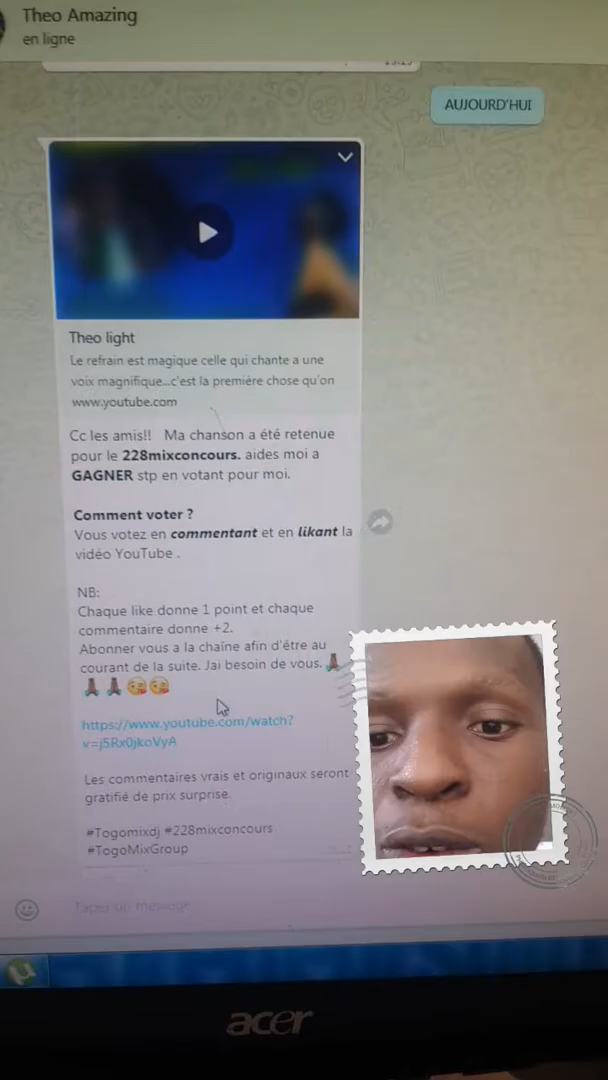 Theo Amazing
en ligne
AUJOURD'HUI
Theo light
Le refrain est magique celle qui chante a une
voix magnifique...c'est la première chose qu'on
www.youtube.com
Cc les amis!! Ma chanson a été retenue
pour le 228mixconcours. aides moi a
GAGNER stp en votant pour moi.
Comment voter ?
Vous votez en commentant et en likant la
vidéo YouTube .
NB:
Chaque like donne 1 point et chaque
commentaire donne +2.
Abonner vous a la chaîne afin d'être au
courant de la suite. Jai besoin de vous. 🙏🏾
🙏🏾🙏🏾😘😘
https://www.youtube.com/watch?
v=j5Rx0jkoVyA
Les commentaires vrais et originaux seront
gratifié de prix surprise.
#Togomixdj #228mixconcours
#TogoMixGroup
Taper un message
acer